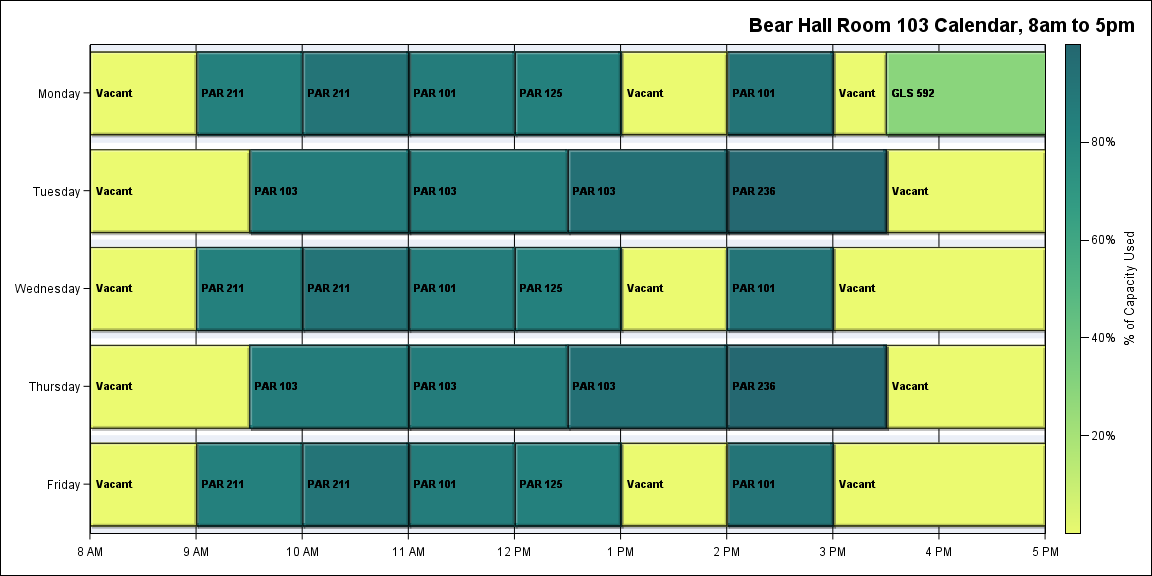 Bear Hall Room 103 Calendar, 8am to 5pm
Monday
Vacant
PAR 211
PAR 211
PAR 101
PAR 125
Vacant
PAR 101
Vacant
GLS 592
Tuesday
Vacant
PAR 103
PAR 103
PAR 103
PAR 236
Vacant
Wednesday
Vacant
PAR 211
PAR 211
PAR 101
PAR 125
Vacant
PAR 101
Vacant
Thursday
Vacant
PAR 103
PAR 103
PAR 103
PAR 236
Vacant
Friday
Vacant
PAR 211
PAR 211
PAR 101
PAR 125
Vacant
PAR 101
Vacant
8 AM
9 AM
10 AM
11 AM
12 PM
1 PM
2 PM
3 PM
4 PM
5 PM
80%
60%
40%
20%
% of Capacity Used